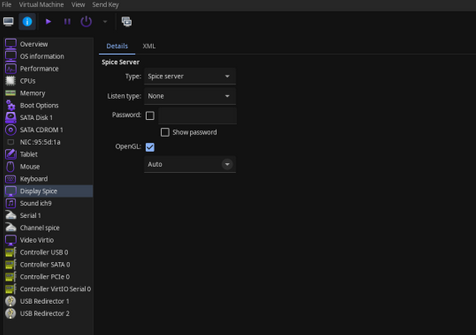 File Virtual Machine View Send Key
Details XML
Overview
OS information
Performance
CPUs
Memory
Boot Options
SATA Disk 1
SATA CDROM 1
NIC :95:5d:1a
Tablet
Mouse
Keyboard
Display Spice
Sound ich9
Serial 1
Channel spice
Video Virtio
Controller USB 0
Controller SATA 0
Controller PCIe 0
Controller VirtIO Serial 0
USB Redirector 1
USB Redirector 2
Spice Server
Type: Spice server
Listen type: None
Password:
Show password
OpenGL:
Auto